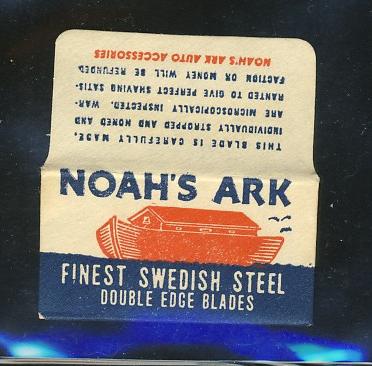 THIS BLADE IS CAREFULLY MADE,
INDIVIDUALLY STROPPED AND HONED AND
ARE MICROSCOPICALLY INSPECTED. WAR-
RANTED TO GIVE PERFECT SHAVING SATIS-
FACTION OR MONEY WILL BE REFUNDED.
NOAH'S ARK AUTO ACCESSORIES
NOAH'S ARK
FINEST SWEDISH STEEL
DOUBLE EDGE BLADES